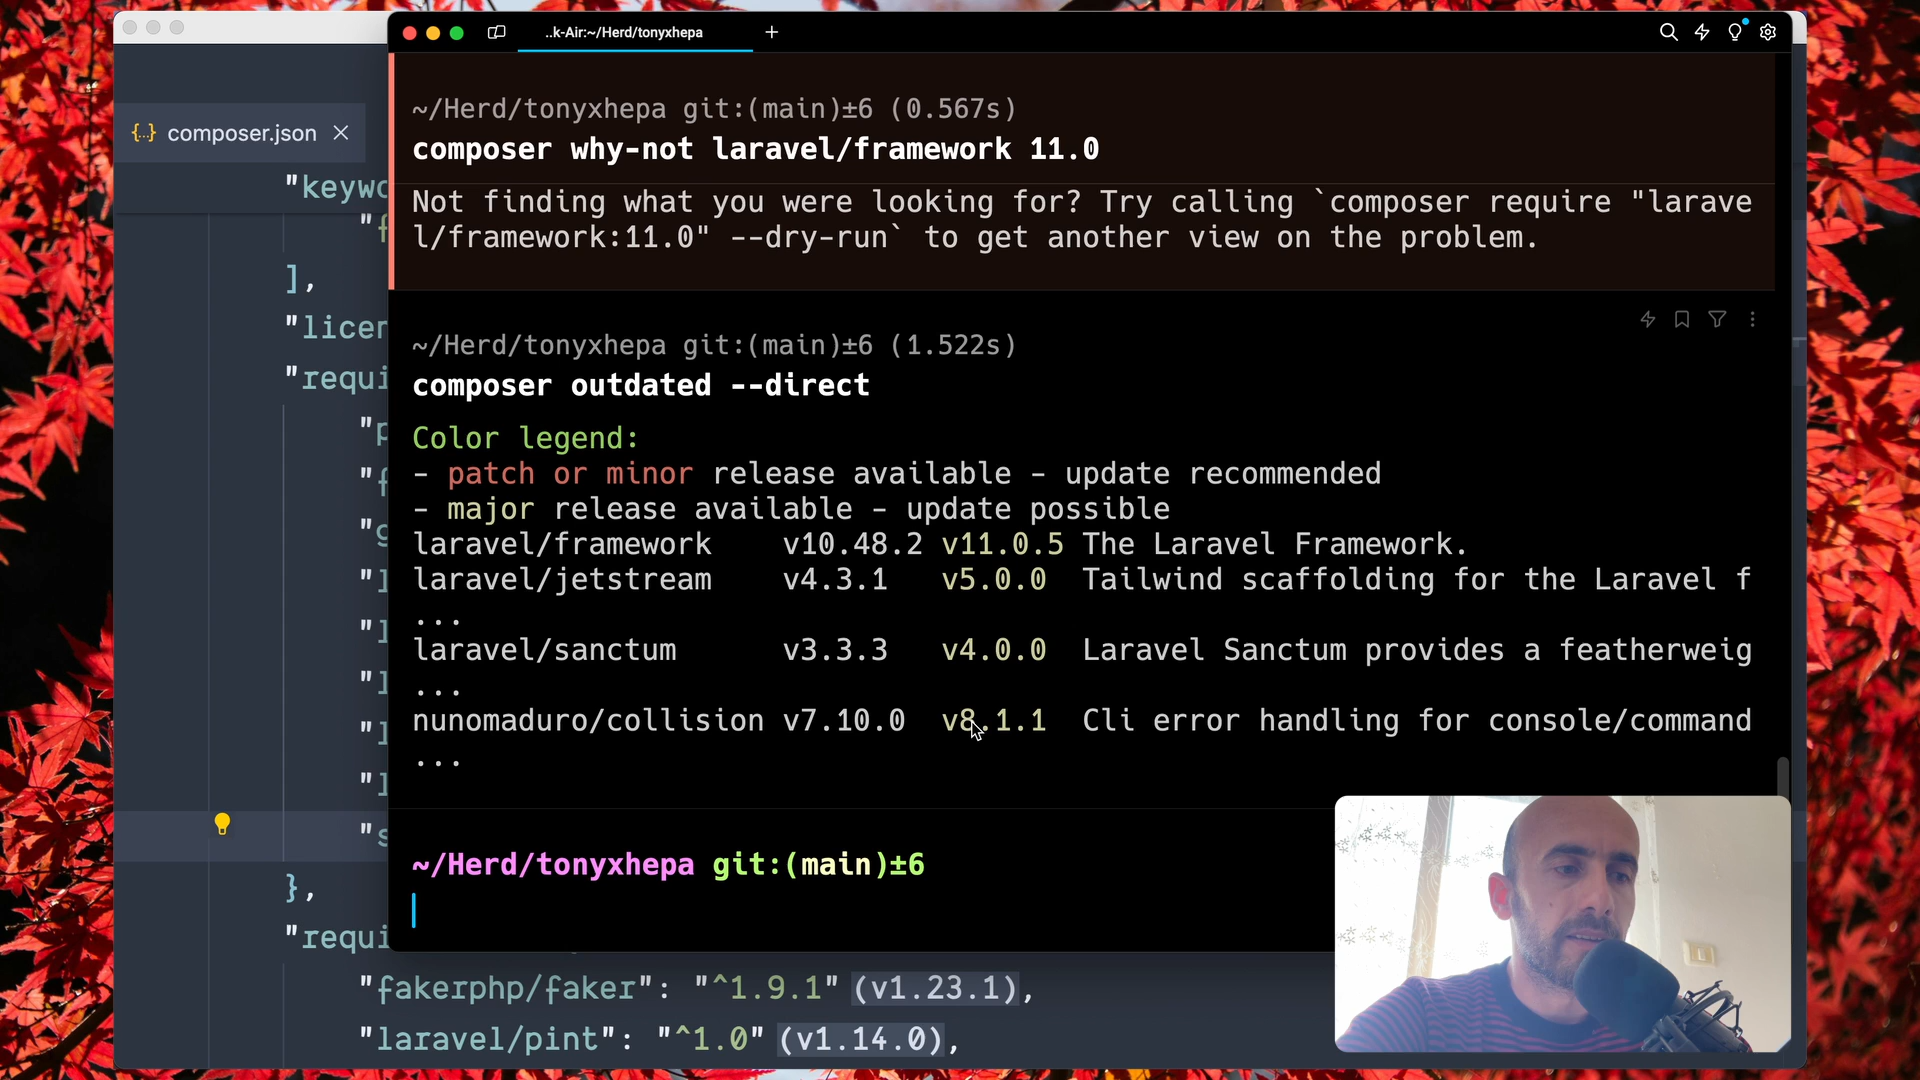 ..k-Air:~/Herd/tonyxhepa
{..} composer.json
~/Herd/tonyxhepa git:(main)±6 (0.567s)
composer why-not laravel/framework 11.0
Not finding what you were looking for? Try calling `composer require "larave
l/framework:11.0" --dry-run` to get another view on the problem.
~/Herd/tonyxhepa git:(main)±6 (1.522s)
composer outdated --direct
Color legend:
- patch or minor release available - update recommended
- major release available - update possible
laravel/framework v10.48.2 v11.0.5 The Laravel Framework.
laravel/jetstream v4.3.1 v5.0.0 Tailwind scaffolding for the Laravel f
...
laravel/sanctum v3.3.3 v4.0.0 Laravel Sanctum provides a featherweig
...
nunomaduro/collision v7.10.0 v8.1.1 Cli error handling for console/command
...
~/Herd/tonyxhepa git:(main)±6
"keywo
"f
],
"licen
"requi
"p
"f
"g
"l
"l
"l
"l
"l
"s
},
"requi
"fakerphp/faker": "^1.9.1" (v1.23.1),
"laravel/pint": "^1.0" (v1.14.0),